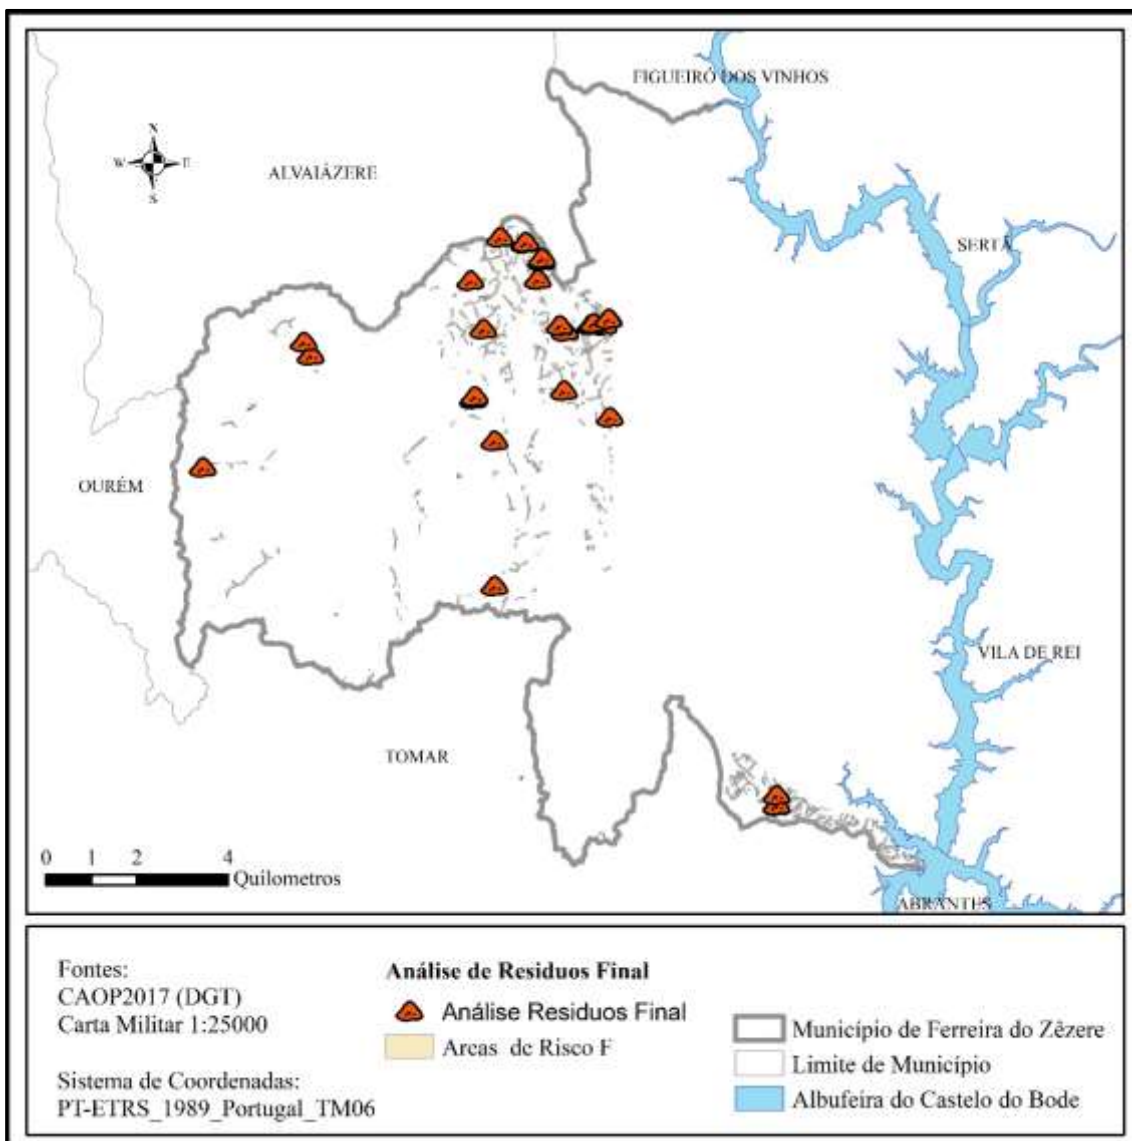 FIGUEIRÓ DOS VINHOS
N
W E
S
ALVAIÁZERE
SERTÃ
OURÉM
VILA DE REI
TOMAR
0 1 2 4
Quilometros
ABRANTES
Fontes:
CAOP2017 (DGT)
Carta Militar 1:25000
Sistema de Coordenadas:
PT-ETRS_1989_Portugal_TM06
Análise de Residuos Final
Análise Residuos Final
Areas de Risco F
Município de Ferreira do Zêzere
Limite de Município
Albufeira do Castelo do Bode